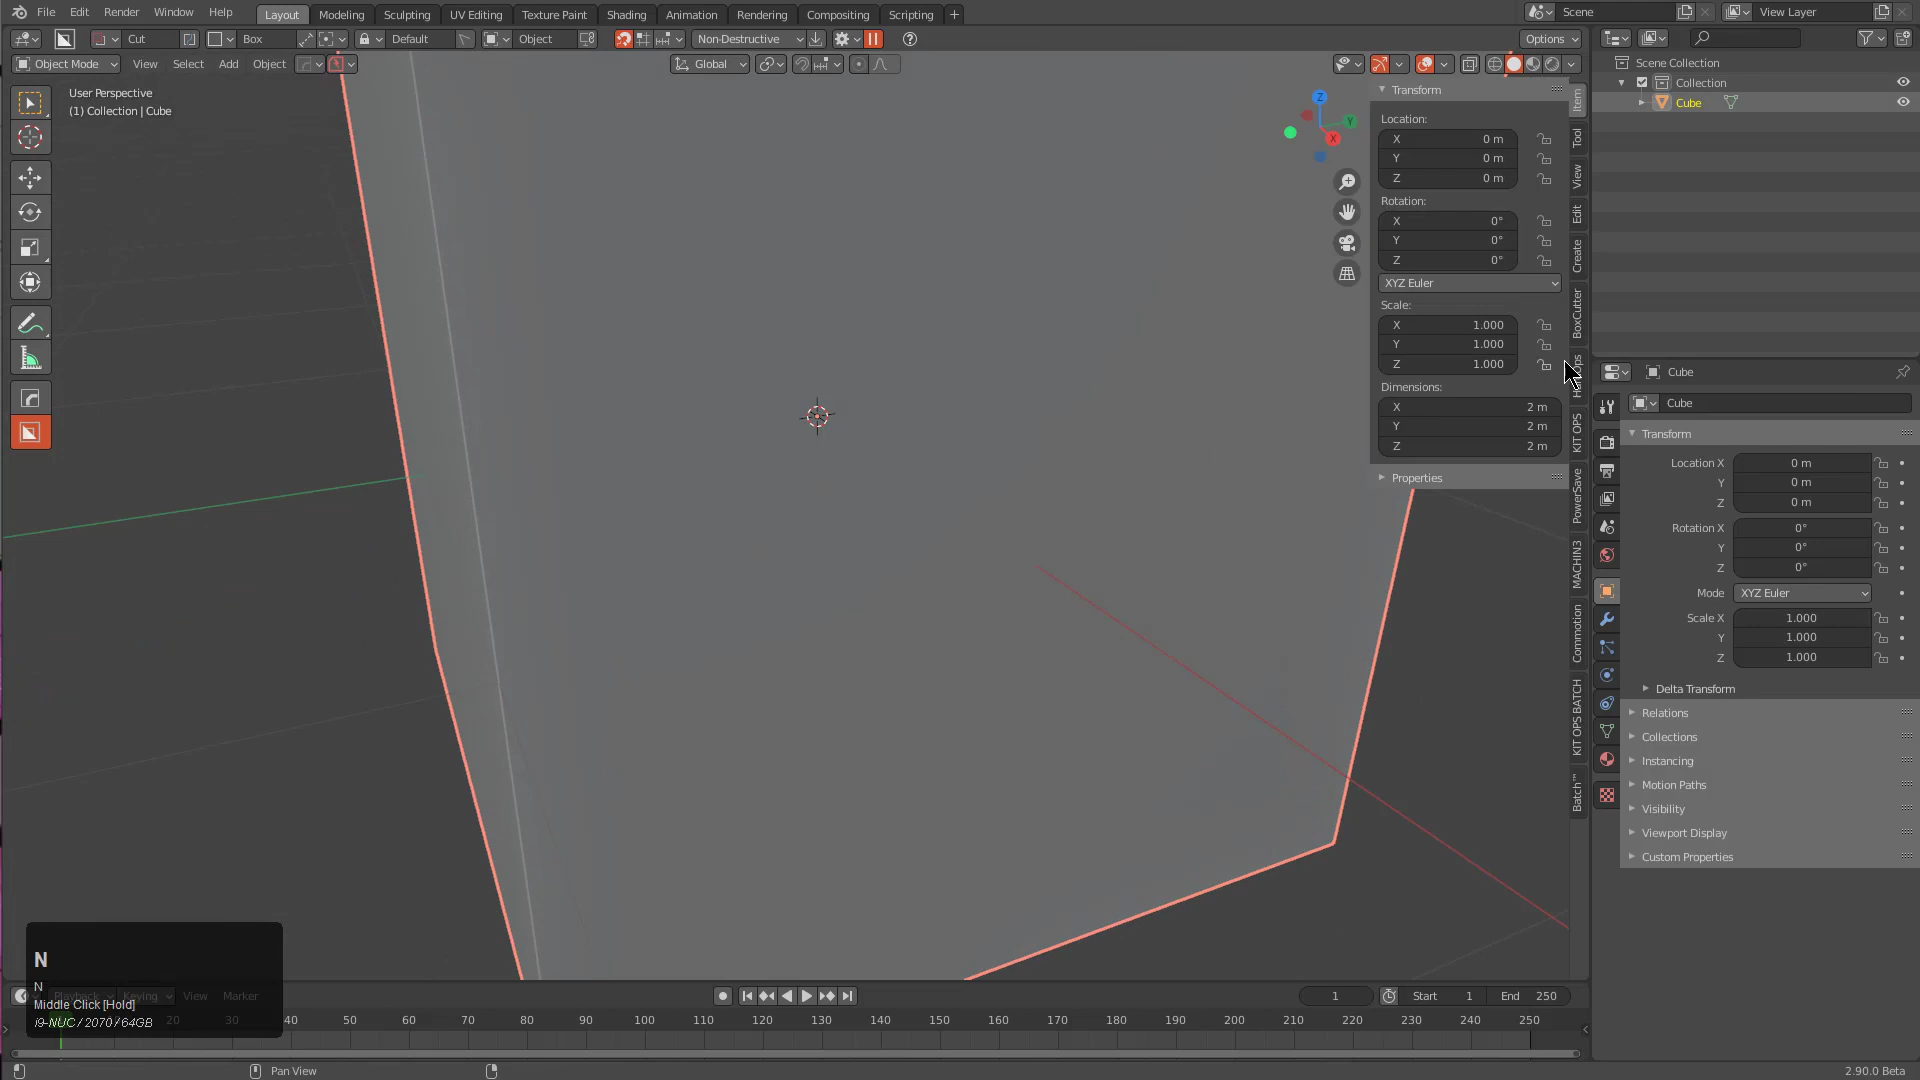 File Edit Render Window Help Layout Modeling Sculpting UV Editing Texture Paint Shading Animation Rendering Compositing Scripting + Scene View Layer
Cut Box Default Object Non-Destructive Options
Object Mode View Select Add Object Global
User Perspective
(1) Collection | Cube
Z
Y
X
Transform
Location:
X 0 m
Y 0 m
Z 0 m
Rotation:
X 0°
Y 0°
Z 0°
XYZ Euler
Scale:
X 1.000
Y 1.000
Z 1.000
Dimensions:
X 2 m
Y 2 m
Z 2 m
Properties
Item
Tool
View
Edit
Create
BoxCutter
KIT OPS
PowerSave
MACHIN3
Commotion
KIT OPS BATCH
Batch™
Scene Collection
Collection
Cube
Cube
Cube
Transform
Location X 0 m
Y 0 m
Z 0 m
Rotation X 0°
Y 0°
Z 0°
Mode XYZ Euler
Scale X 1.000
Y 1.000
Z 1.000
Delta Transform
Relations
Collections
Instancing
Motion Paths
Visibility
Viewport Display
Custom Properties
N
N
Middle Click [Hold]
i9-NUC / 2070 / 64GB
Playback Keying View Marker 1 Start 1 End 250
20 30 40 50 60 70 80 90 100 110 120 130 140 150 160 170 180 190 200 210 220 230 240 250
Pan View 2.90.0 Beta